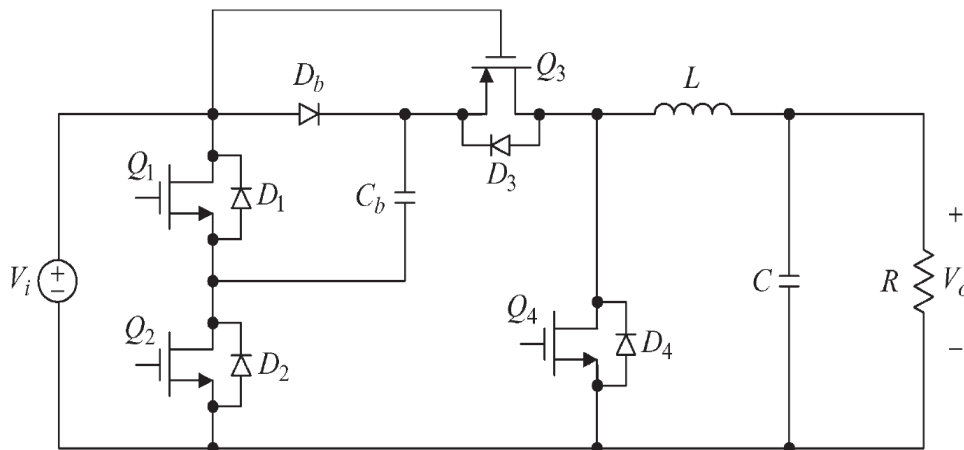 Q3
Db
L
D3
Q1
D1
Cb
Vi
+
−
Q2
D2
Q4
D4
C
R
+
Vo
−